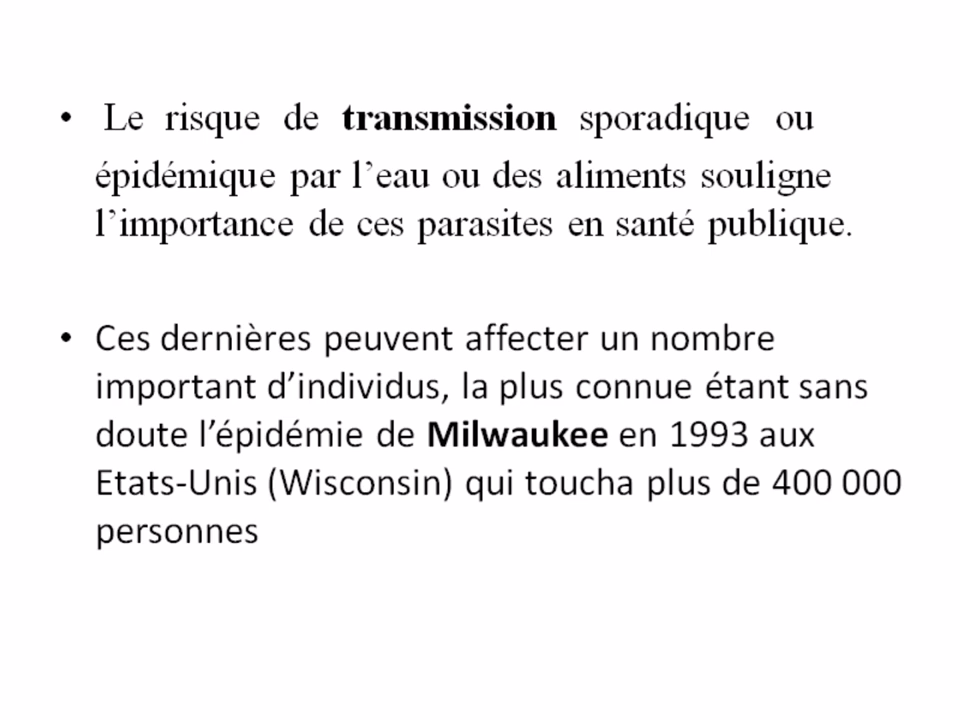 • Le risque de transmission sporadique ou
épidémique par l’eau ou des aliments souligne
l’importance de ces parasites en santé publique.
• Ces dernières peuvent affecter un nombre
important d’individus, la plus connue étant sans
doute l’épidémie de Milwaukee en 1993 aux
Etats-Unis (Wisconsin) qui toucha plus de 400 000
personnes